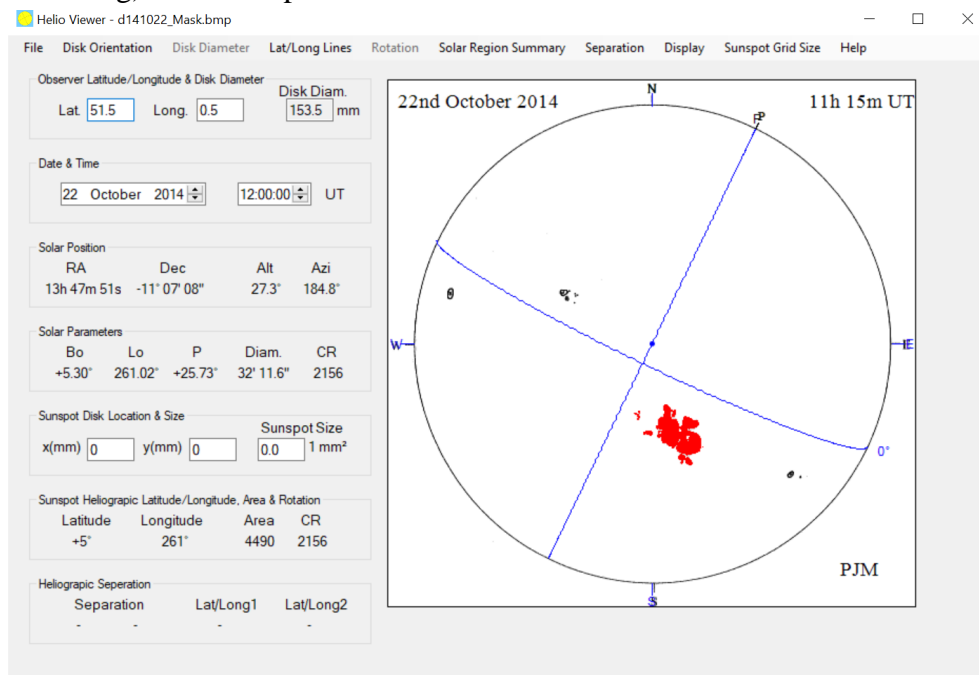 Helio Viewer - d141022_Mask.bmp
File Disk Orientation Disk Diameter Lat/Long Lines Rotation Solar Region Summary Separation Display Sunspot Grid Size Help
Observer Latitude/Longitude & Disk Diameter
Disk Diam.
Lat. 51.5 Long. 0.5 153.5 mm
Date & Time
22 October 2014 12:00:00 UT
Solar Position
RA Dec Alt Azi
13h 47m 51s -11° 07' 08" 27.3° 184.8°
Solar Parameters
Bo Lo P Diam. CR
+5.30° 261.02° +25.73° 32' 11.6" 2156
Sunspot Disk Location & Size
Sunspot Size
x(mm) 0 y(mm) 0 0.0 1 mm²
Sunspot Heliograpic Latitude/Longitude, Area & Rotation
Latitude Longitude Area CR
+5° 261° 4490 2156
Heliograpic Seperation
Separation Lat/Long1 Lat/Long2
- - - -
22nd October 2014
11h 15m UT
N
P
W
E
0°
S
PJM